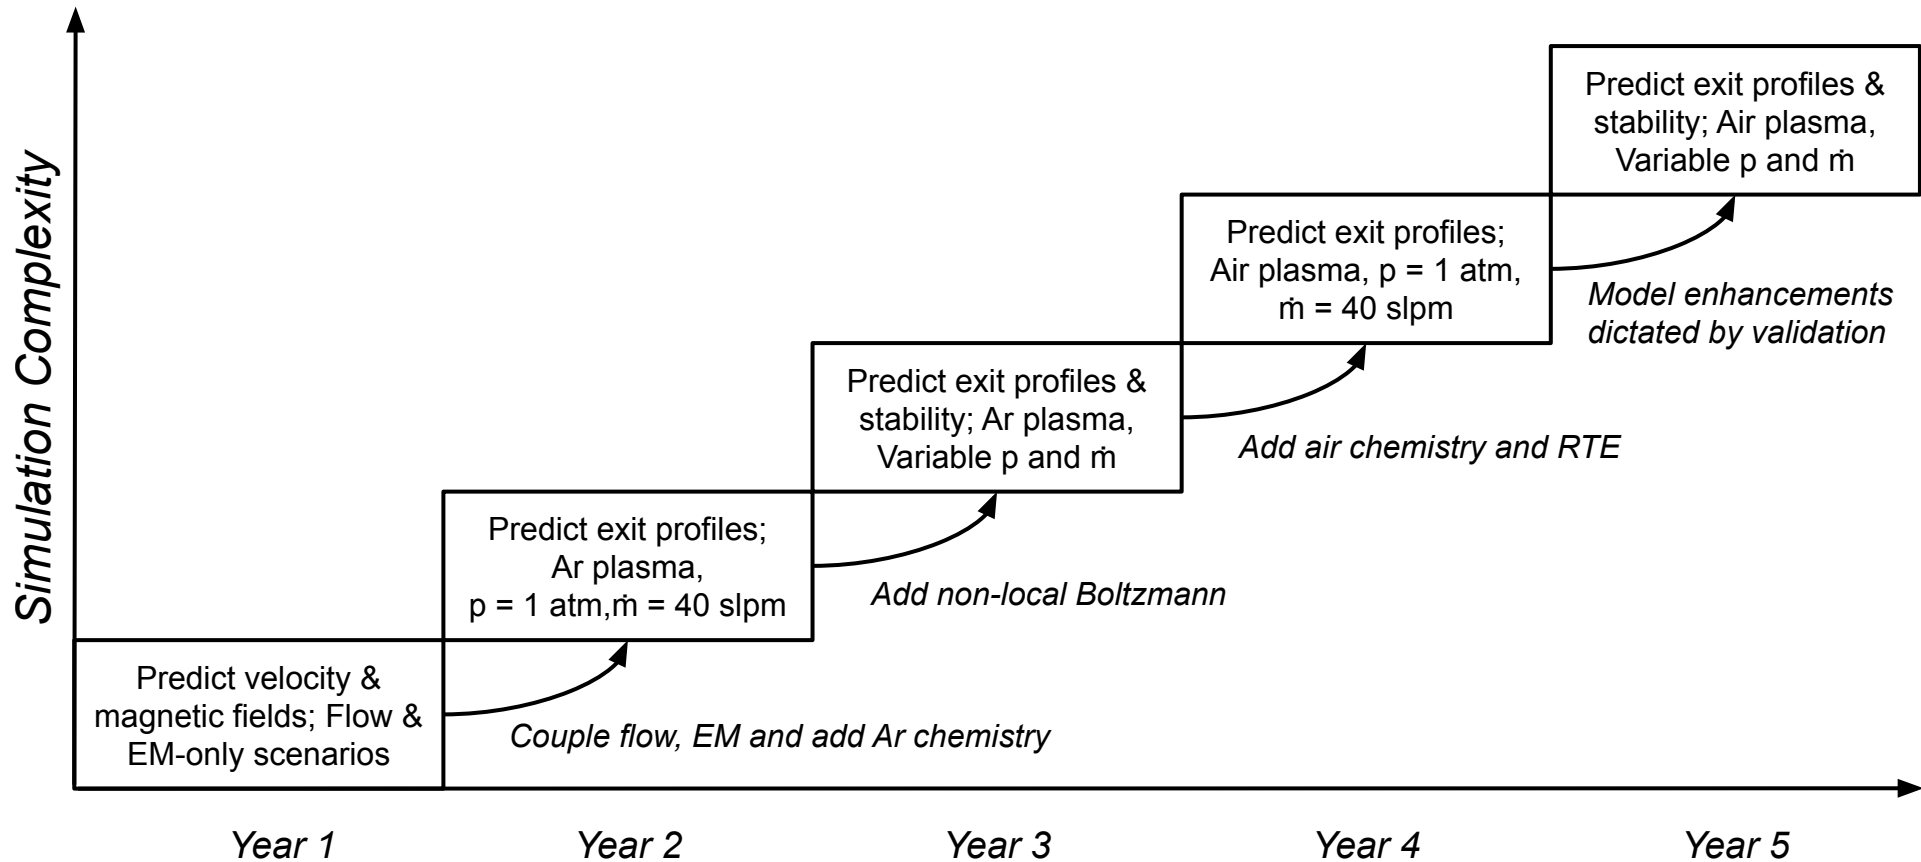 Simulation Complexity
Predict velocity &
magnetic fields; Flow &
EM-only scenarios
Couple flow, EM and add Ar chemistry
Predict exit profiles;
Ar plasma,
p = 1 atm,ṁ = 40 slpm
Add non-local Boltzmann
Predict exit profiles &
stability; Ar plasma,
Variable p and ṁ
Add air chemistry and RTE
Predict exit profiles;
Air plasma, p = 1 atm,
ṁ = 40 slpm
Model enhancements
dictated by validation
Predict exit profiles &
stability; Air plasma,
Variable p and ṁ
Year 1
Year 2
Year 3
Year 4
Year 5